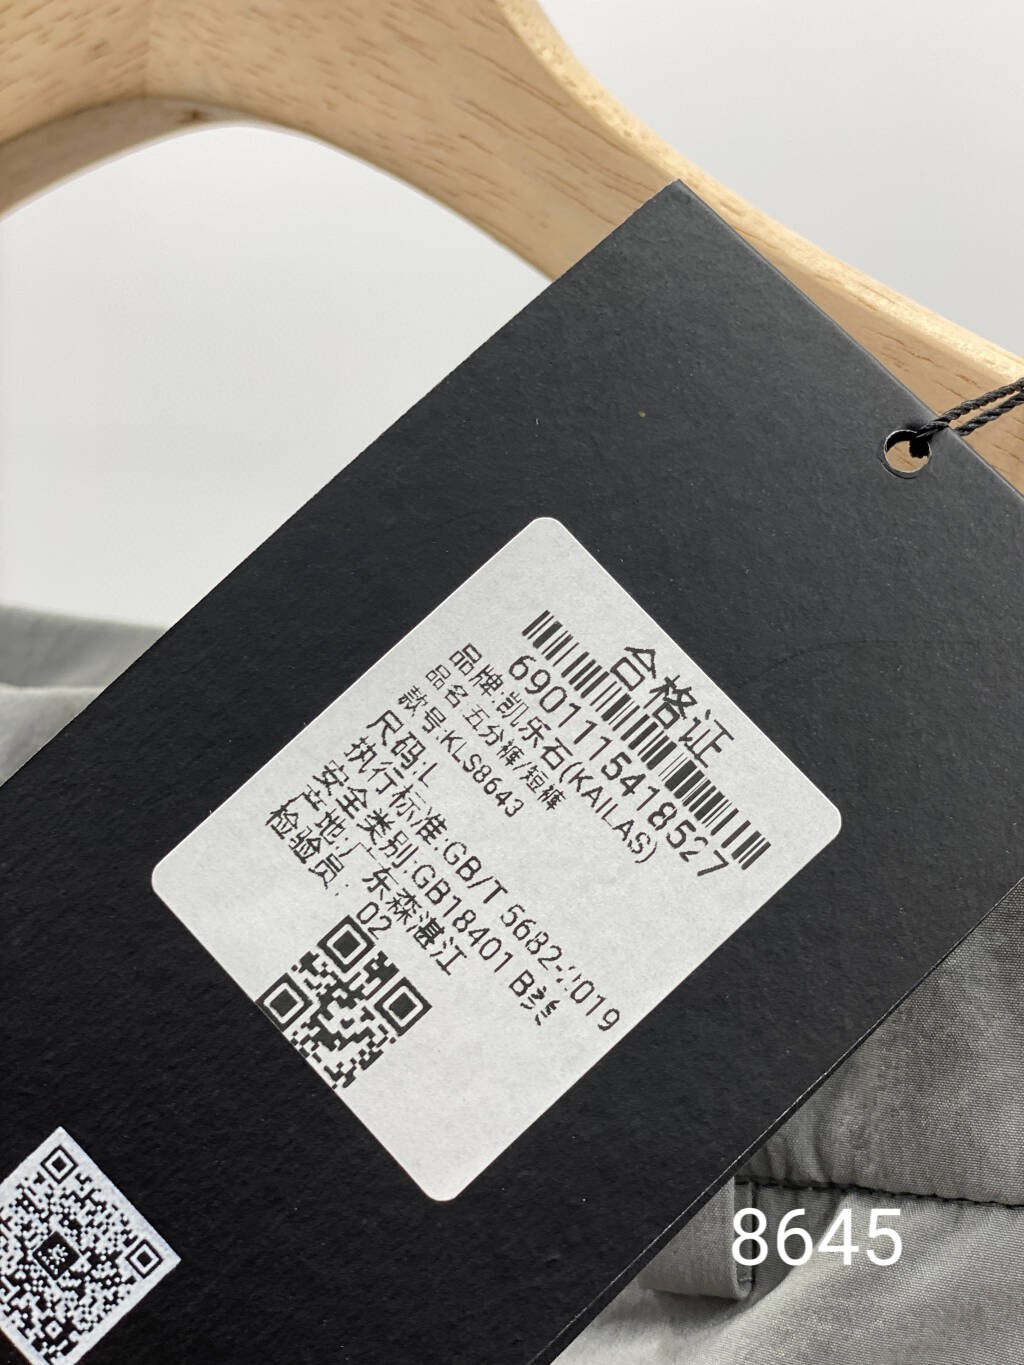 合格证
6901115418527
品牌:凯乐石(KAILAS)
品名:五分裤/短裤
款号:KLS8643
尺码:L
执行标准:GB/T 5682-2019
安全类别:GB18401 B类
产地:广东森湛江
检验员: 02
8645